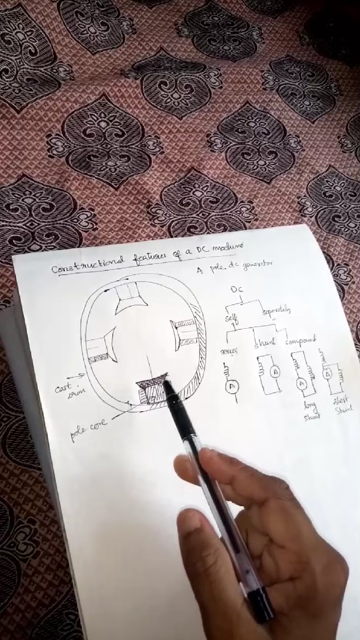 Constructional features of a DC machine
4 pole, dc generator
DC
self
separately
series
shunt
compound
A
A
A
A
long
shunt
short
shunt
cast
iron
pole core